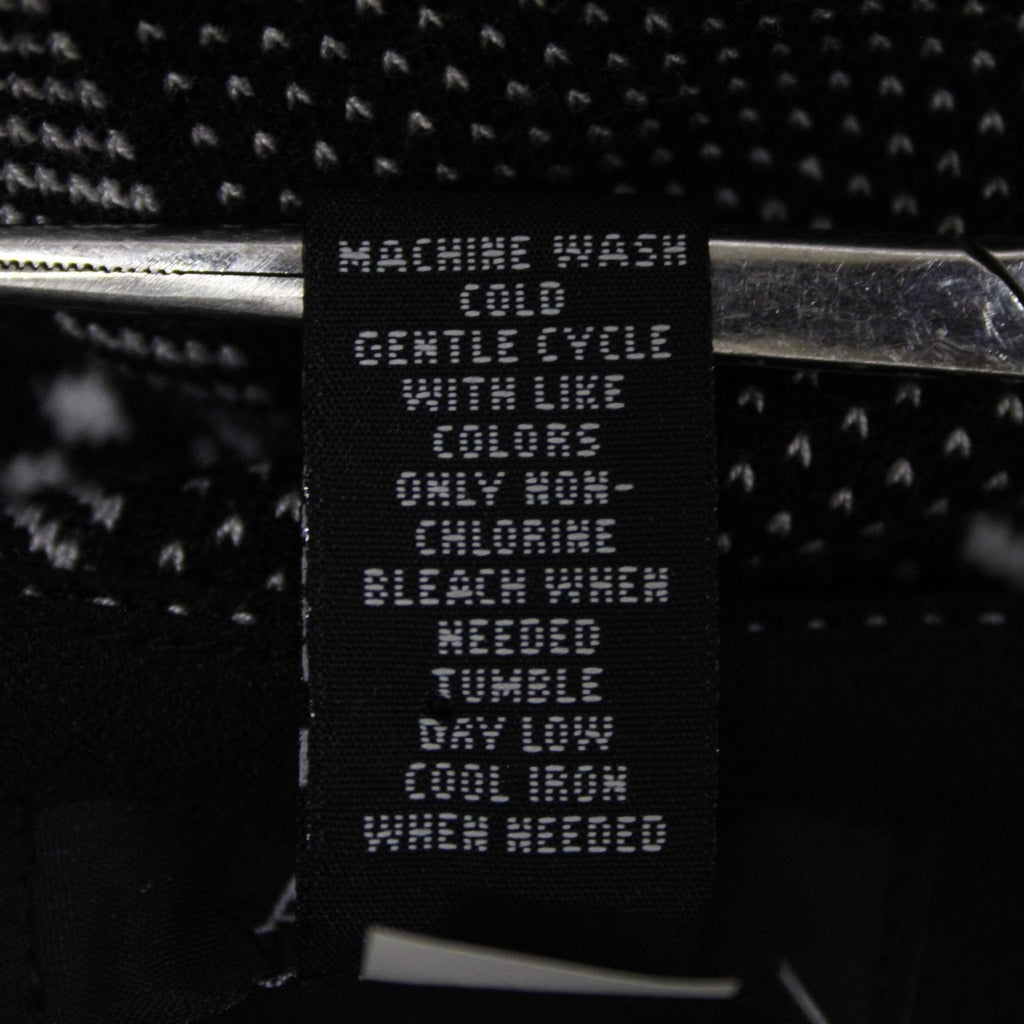 MACHINE WASH
COLD
GENTLE CYCLE
WITH LIKE
COLORS
ONLY NON-
CHLORINE
BLEACH WHEN
NEEDED
TUMBLE
DAY LOW
COOL IRON
WHEN NEEDED